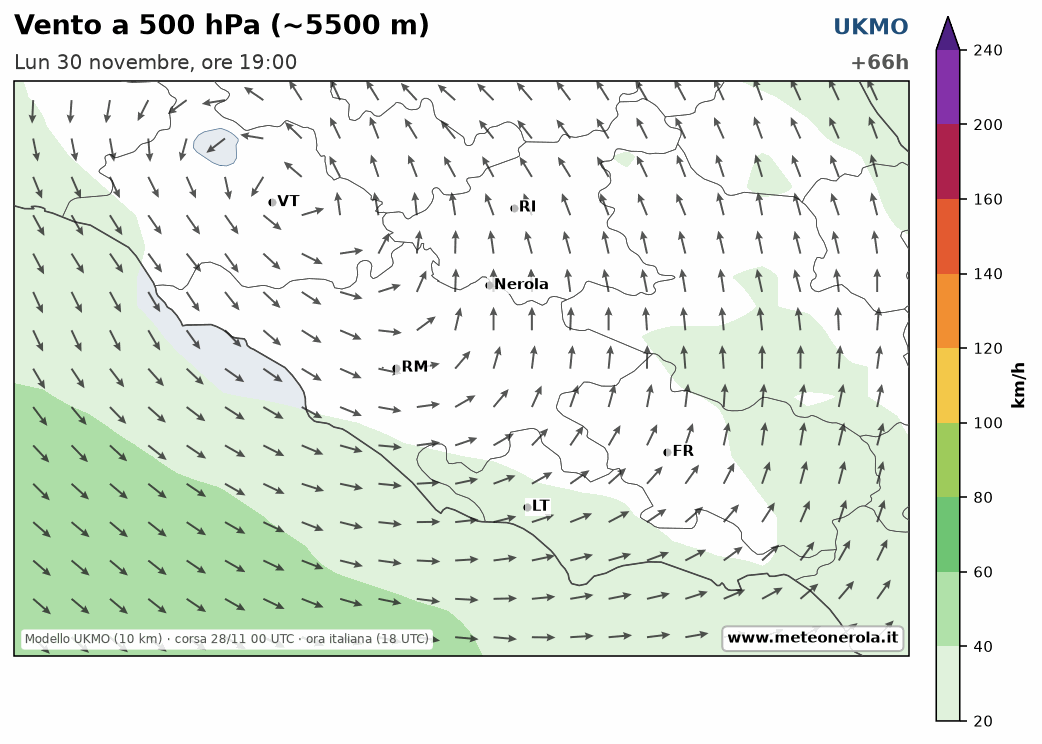 Vento a 500 hPa (~5500 m)
UKMO
Lun 30 novembre, ore 19:00
+66h
VT
RI
Nerola
RM
FR
LT
Modello UKMO (10 km) · corsa 28/11 00 UTC · ora italiana (18 UTC)
www.meteonerola.it
240
200
160
140
120
100
80
60
40
20
km/h